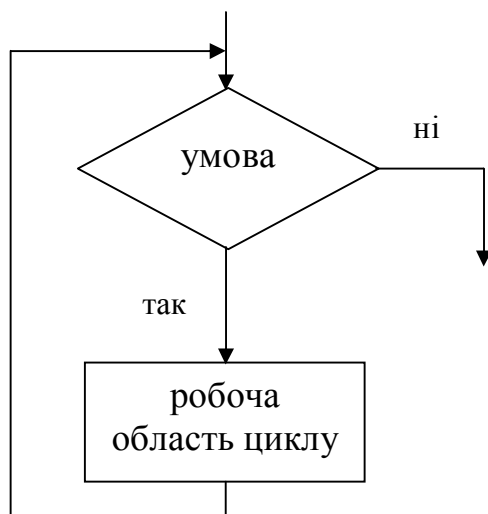 умова
ні
так
робоча
область циклу